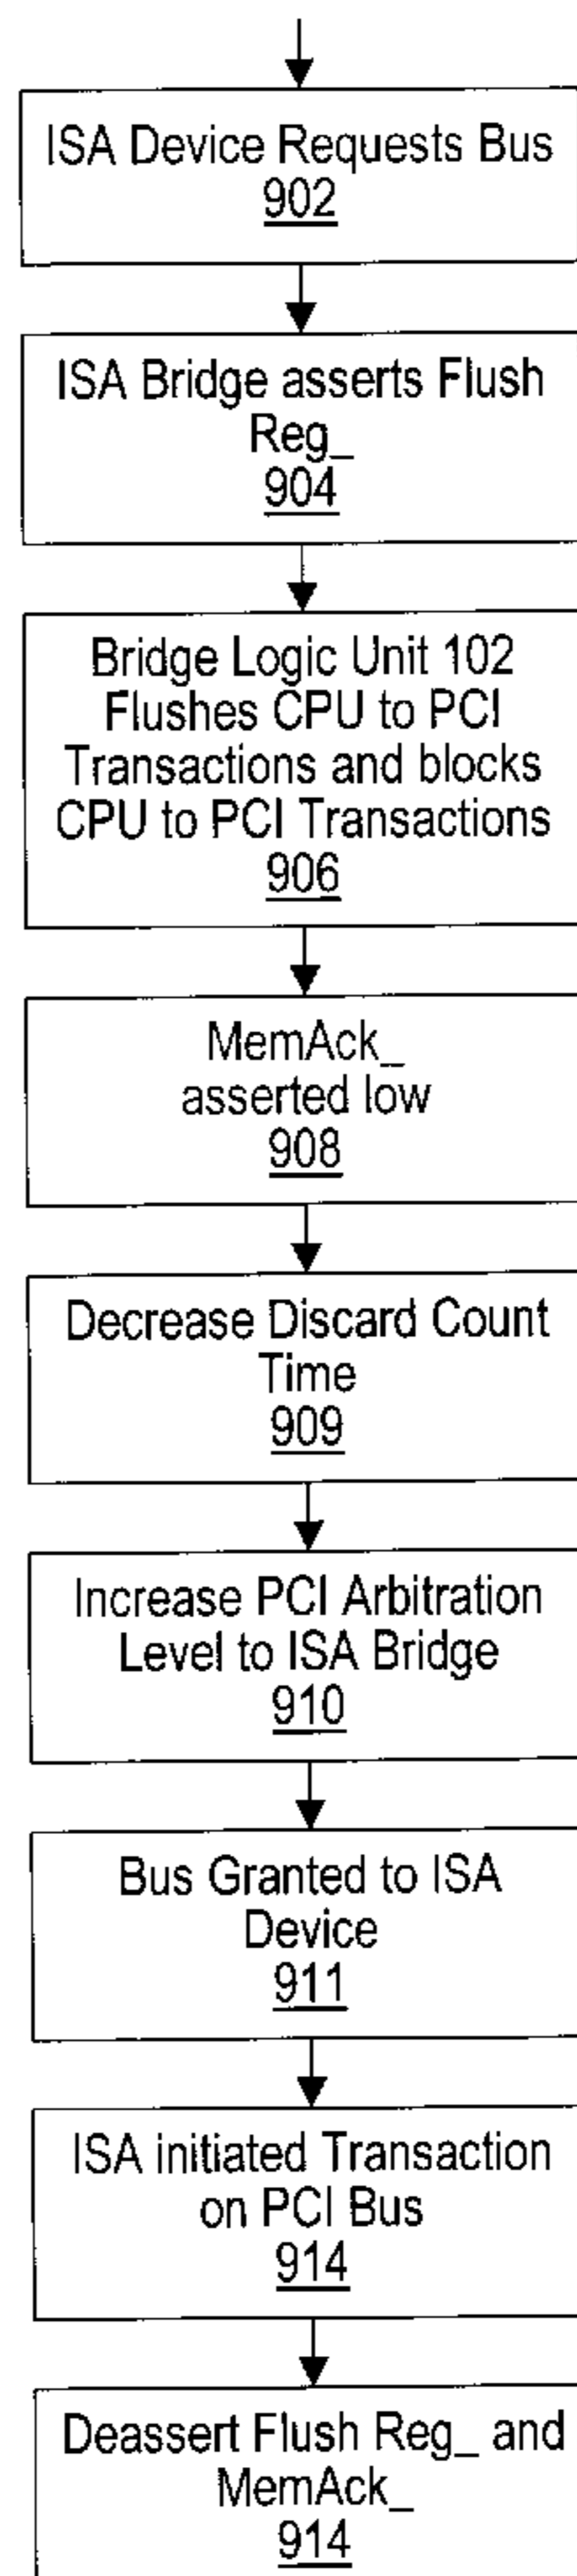 ISA Device Requests Bus
902
ISA Bridge asserts Flush
Reg_
904
Bridge Logic Unit 102
Flushes CPU to PCI
Transactions and blocks
CPU to PCI Transactions
906
MemAck_
asserted low
908
Decrease Discard Count
Time
909
Increase PCI Arbitration
Level to ISA Bridge
910
Bus Granted to ISA
Device
911
ISA initiated Transaction
on PCI Bus
914
Deassert Flush Reg_ and
MemAck_
914